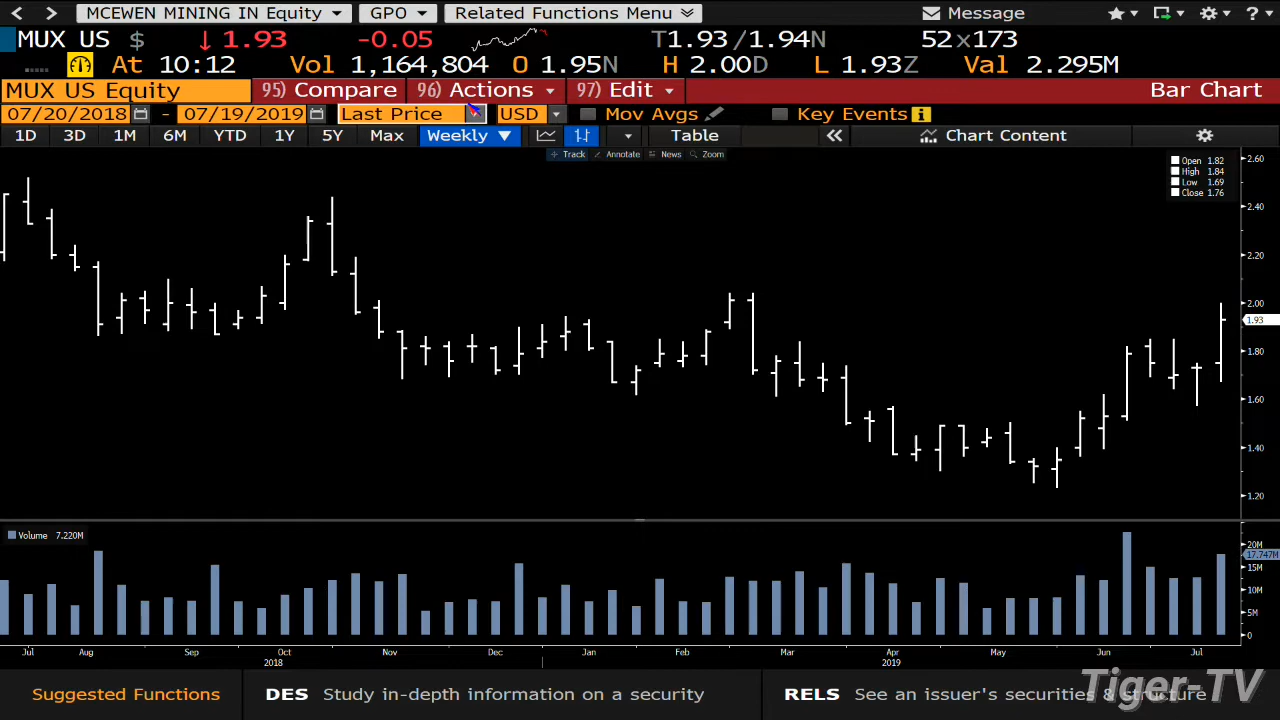 MCEWEN MINING IN Equity GPO Related Functions Menu Message ?
MUX US $ ↓ 1.93 -0.05 T1.93 /1.94N 52 x173
At 10:12 Vol 1,164,804 O 1.95N H 2.00D L 1.93Z Val 2.295M
MUX US Equity 95) Compare 96) Actions 97) Edit Bar Chart
07/20/2018 - 07/19/2019 Last Price USD Mov Avgs Key Events i
1D 3D 1M 6M YTD 1Y 5Y Max Weekly ▼ Table « Chart Content
Track Annotate News Zoom
Open 1.82
High 1.84
Low 1.69
Close 1.76
2.60
2.40
2.20
2.00
1.93
1.80
1.60
1.40
1.20
Volume 7.220M
20M
17.747M
15M
10M
5M
0
Jul Aug Sep Oct Nov Dec Jan Feb Mar Apr May Jun Jul
2018 2019
Suggested Functions DES Study in-depth information on a security RELS See an issuer's securities & structure
Tiger-TV